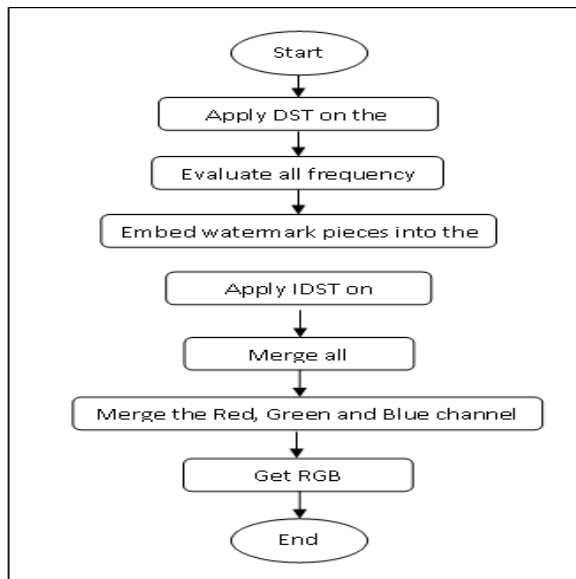 Start
Apply DST on the
Evaluate all frequency
Embed watermark pieces into the
Apply IDST on
Merge all
Merge the Red, Green and Blue channel
Get RGB
End